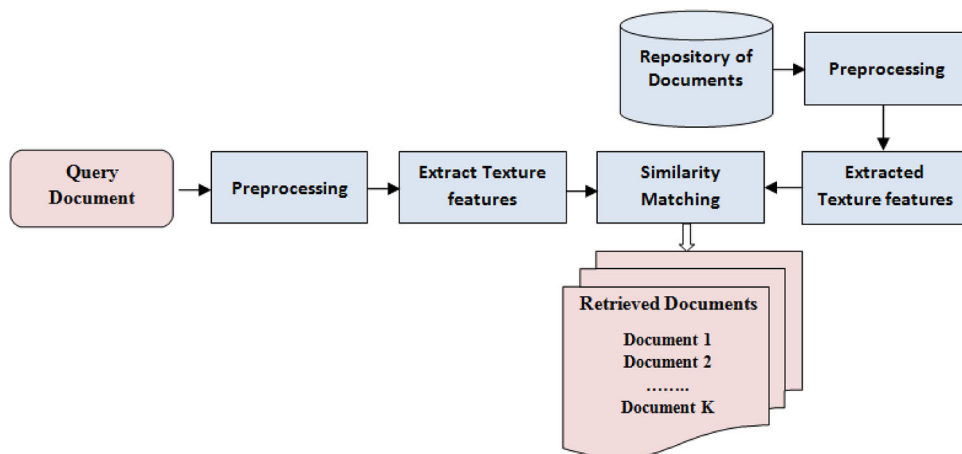 Repository of
Documents
Preprocessing
Query
Document
Preprocessing
Extract Texture
features
Similarity
Matching
Extracted
Texture features
Retrieved Documents
Document 1
Document 2
........
Document K